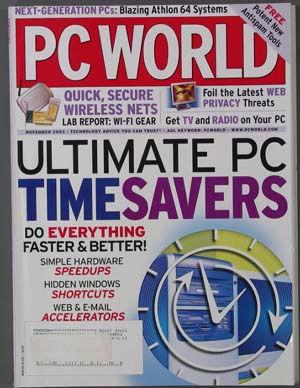 NEXT-GENERATION PCs: Blazing Athlon 64 Systems
FREE
Potent New
Antispam Tools
PC WORLD
QUICK, SECURE
WIRELESS NETS
LAB REPORT: WI-FI GEAR
Foil the Latest WEB
PRIVACY Threats
Get TV and RADIO on Your PC
NOVEMBER 2003 • TECHNOLOGY ADVICE YOU CAN TRUST • AOL KEYWORD: PCWORLD • WWW.PCWORLD.COM
ULTIMATE PC
TIMESAVERS
DO EVERYTHING
FASTER & BETTER!
SIMPLE HARDWARE
SPEEDUPS
HIDDEN WINDOWS
SHORTCUTS
WEB & E-MAIL
ACCELERATORS